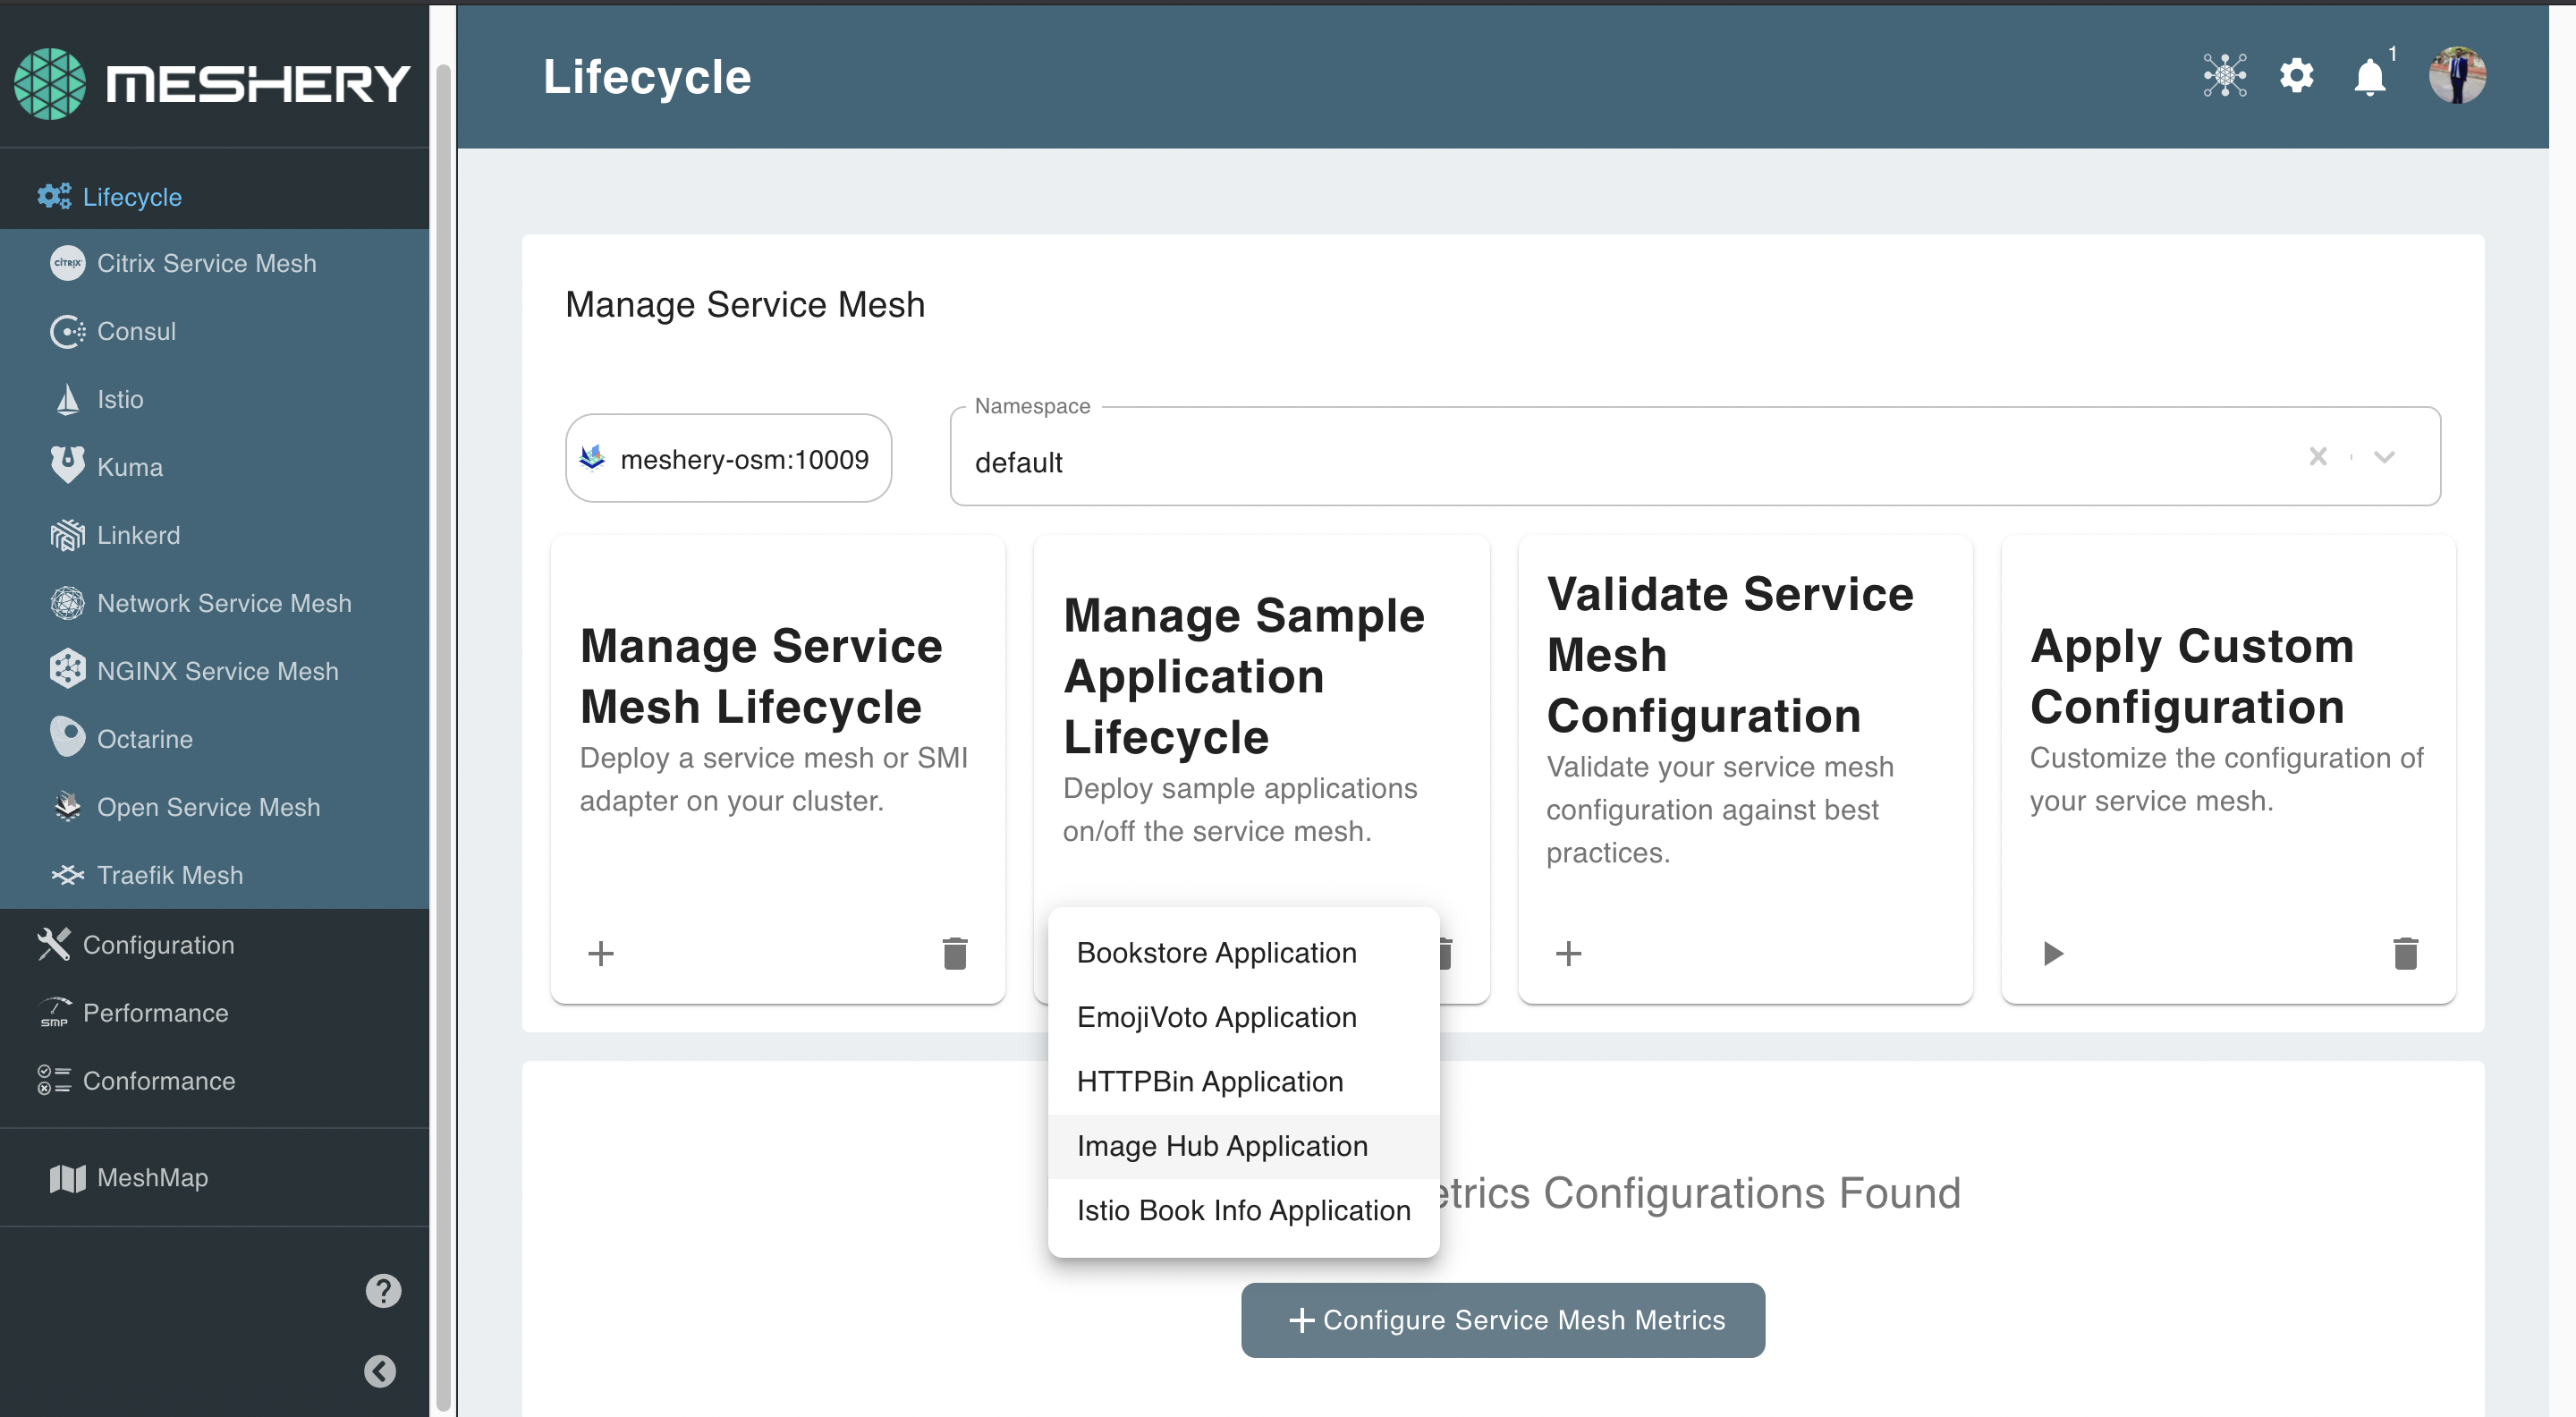 MESHERY
Lifecycle
CITRIX
Citrix Service Mesh
Consul
Istio
Kuma
Linkerd
Network Service Mesh
NGINX Service Mesh
Octarine
Open Service Mesh
Traefik Mesh
Configuration
SMP
Performance
Conformance
MeshMap
?
Lifecycle
1
Manage Service Mesh
meshery-osm:10009
Namespace
default
Manage Service
Mesh Lifecycle
Deploy a service mesh or SMI
adapter on your cluster.
Manage Sample
Application
Lifecycle
Deploy sample applications
on/off the service mesh.
Validate Service
Mesh
Configuration
Validate your service mesh
configuration against best
practices.
Apply Custom
Configuration
Customize the configuration of
your service mesh.
Bookstore Application
EmojiVoto Application
HTTPBin Application
Image Hub Application
Istio Book Info Application
etrics Configurations Found
+ Configure Service Mesh Metrics